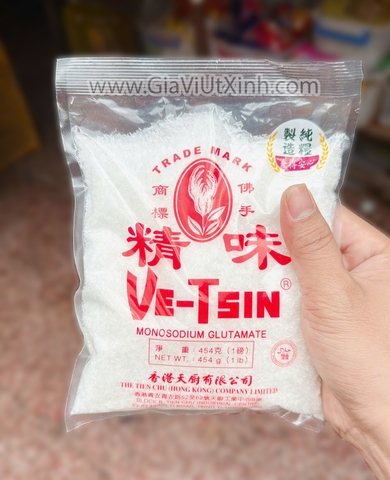 www.GiaViUtXinh.com
TRADE MARK
商標
佛手
純糧製造
味精
VE-TSIN®
MONOSODIUM GLUTAMATE
淨 重: 454克 (1磅)
NET WT.: 454 g (1lb)
香港天廚有限公司
THE TIEN CHU (HONG KONG) COMPANY LIMITED